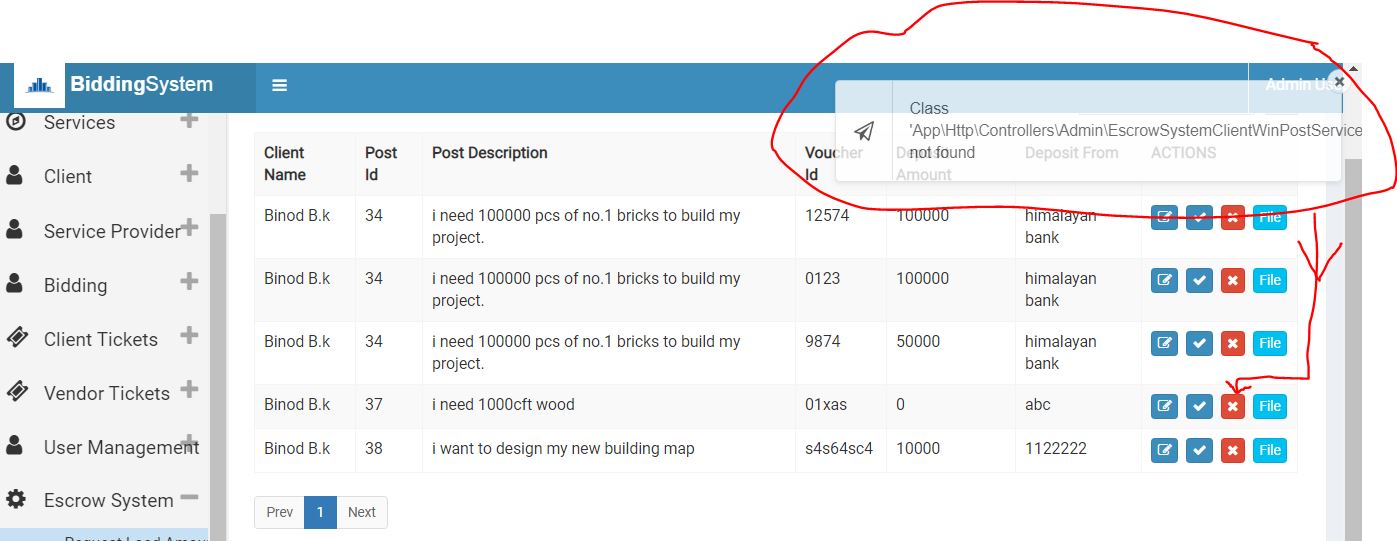 BiddingSystem
Admin Us
Class
'App\Http\Controllers\Admin\EscrowSystemClientWinPostService
not found
Services
Client
Service Provider
Bidding
Client Tickets
Vendor Tickets
User Management
Escrow System
Client Name Post Id Post Description Voucher Id Deposit Amount Deposit From ACTIONS
Binod B.k 34 i need 100000 pcs of no.1 bricks to build my 12574 100000 himalayan File
project. bank
Binod B.k 34 i need 100000 pcs of no.1 bricks to build my 0123 100000 himalayan File
project. bank
Binod B.k 34 i need 100000 pcs of no.1 bricks to build my 9874 50000 himalayan File
project. bank
Binod B.k 37 i need 1000cft wood 01xas 0 abc File
Binod B.k 38 i want to design my new building map s4s64sc4 10000 1122222 File
Prev 1 Next